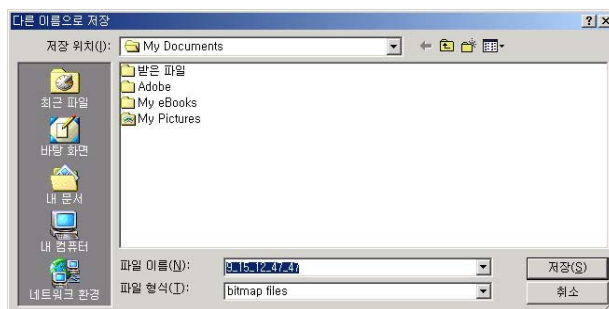 다른 이름으로 저장
저장 위치(I):
My Documents
최근 파일
바탕 화면
내 문서
내 컴퓨터
네트워크 환경
받은 파일
Adobe
My eBooks
My Pictures
파일 이름(N):
9_15_12_47_47
저장(S)
파일 형식(T):
bitmap files
취소